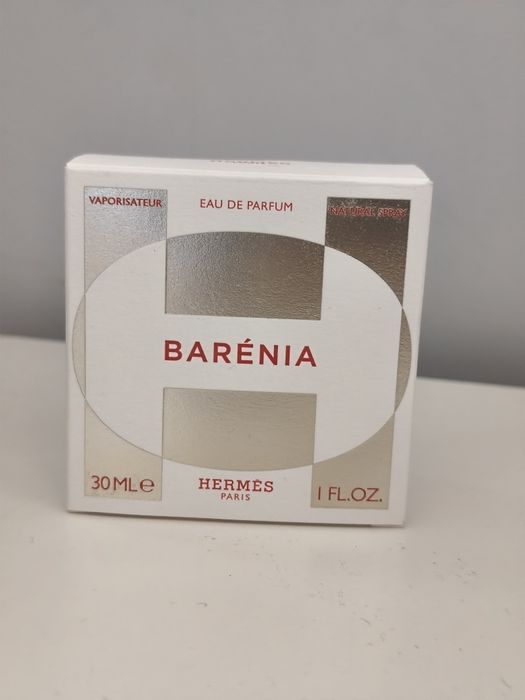 VAPORISATEUR
EAU DE PARFUM
NATURAL SPRAY
BARÉNIA
30 ML e
HERMÈS
PARIS
1 FL.OZ.